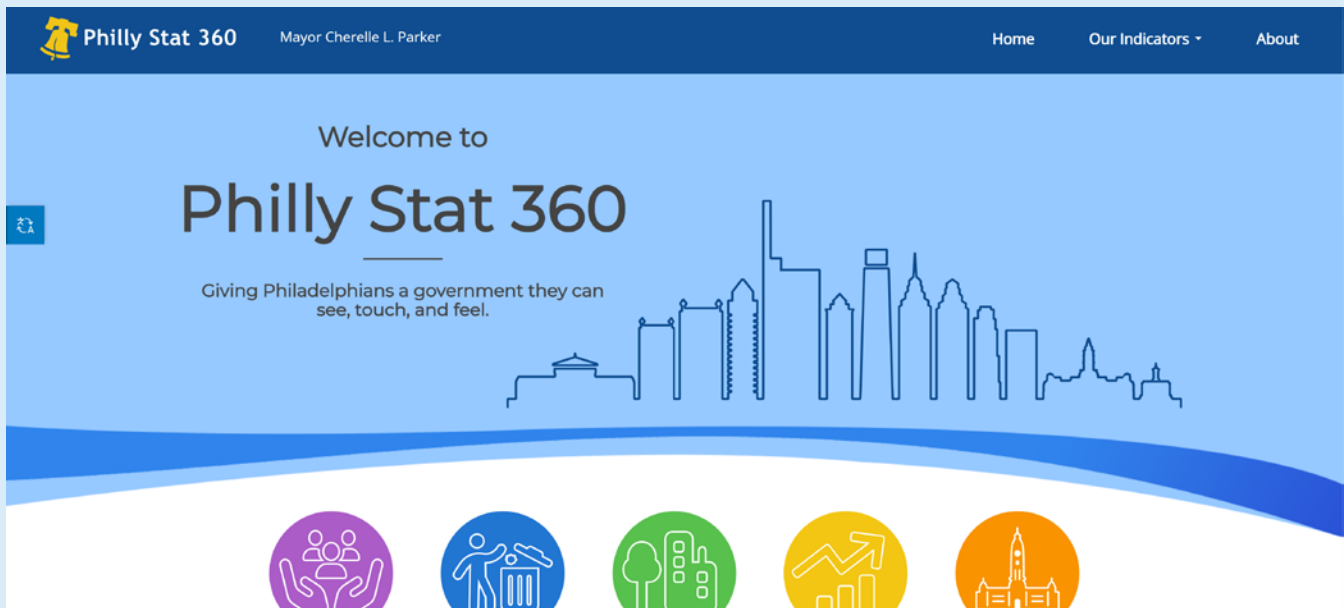 Philly Stat 360
Mayor Cherelle L. Parker
Home
Our Indicators
About
Welcome to
Philly Stat 360
Giving Philadelphians a government they can
see, touch, and feel.